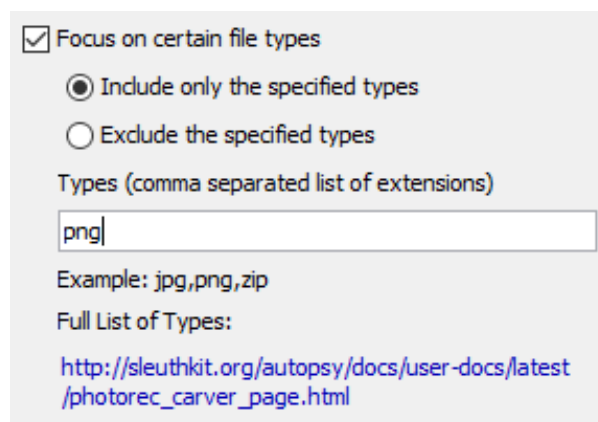 Focus on certain file types
Include only the specified types
Exclude the specified types
Types (comma separated list of extensions)
png
Example: jpg,png,zip
Full List of Types:
http://sleuthkit.org/autopsy/docs/user-docs/latest
/photorec_carver_page.html